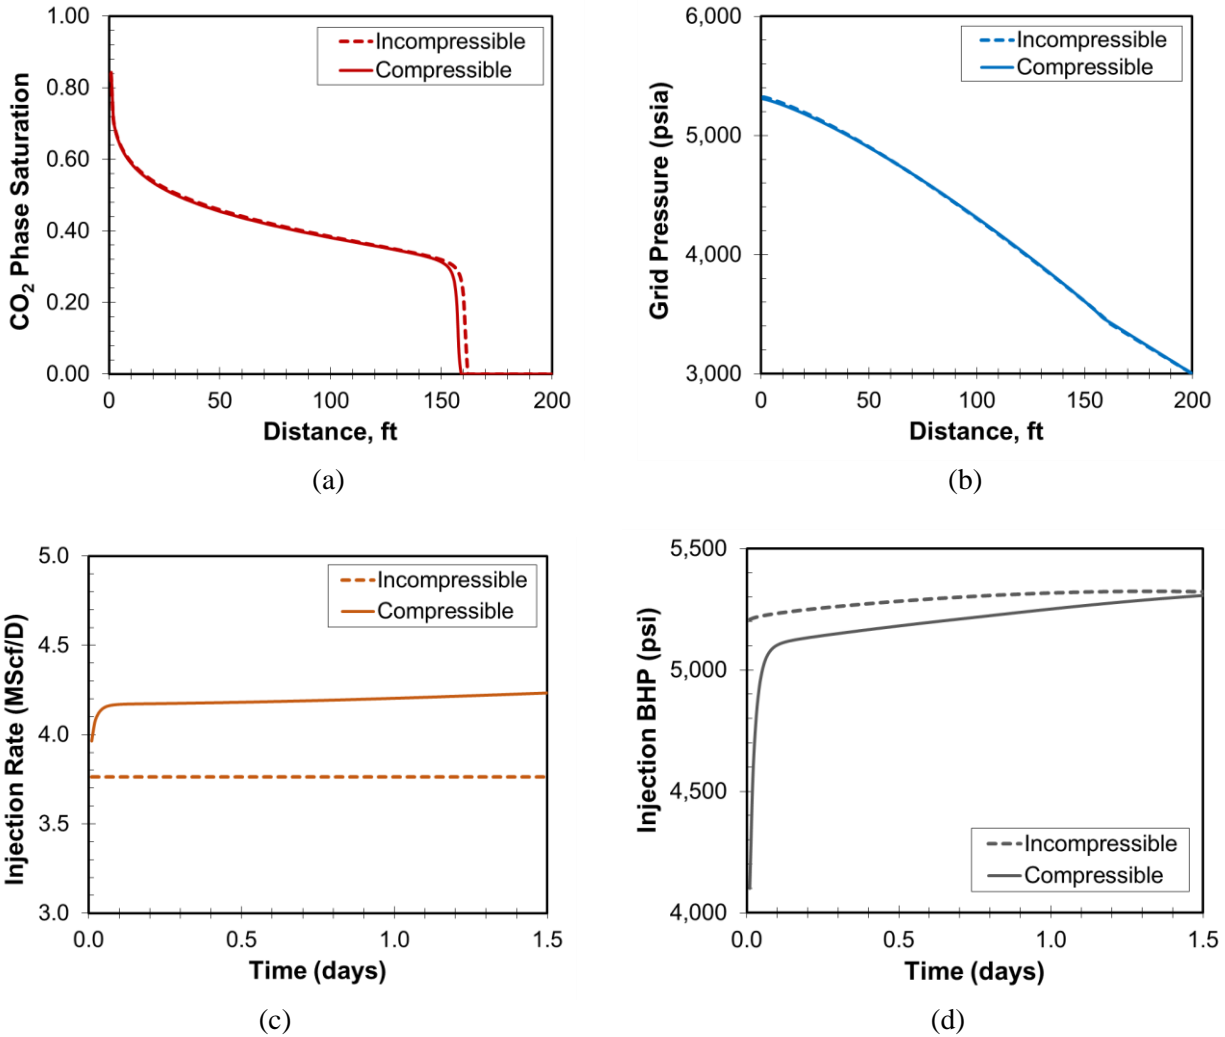 1.00
0.80
0.60
0.40
0.20
0.00
CO2 Phase Saturation
Incompressible
Compressible
0 50 100 150 200
Distance, ft
(a)
6,000
5,000
4,000
3,000
Grid Pressure (psia)
Incompressible
Compressible
0 50 100 150 200
Distance, ft
(b)
5.0
4.5
4.0
3.5
3.0
Injection Rate (MScf/D)
Incompressible
Compressible
0.0 0.5 1.0 1.5
Time (days)
(c)
5,500
5,000
4,500
4,000
Injection BHP (psi)
Incompressible
Compressible
0.0 0.5 1.0 1.5
Time (days)
(d)